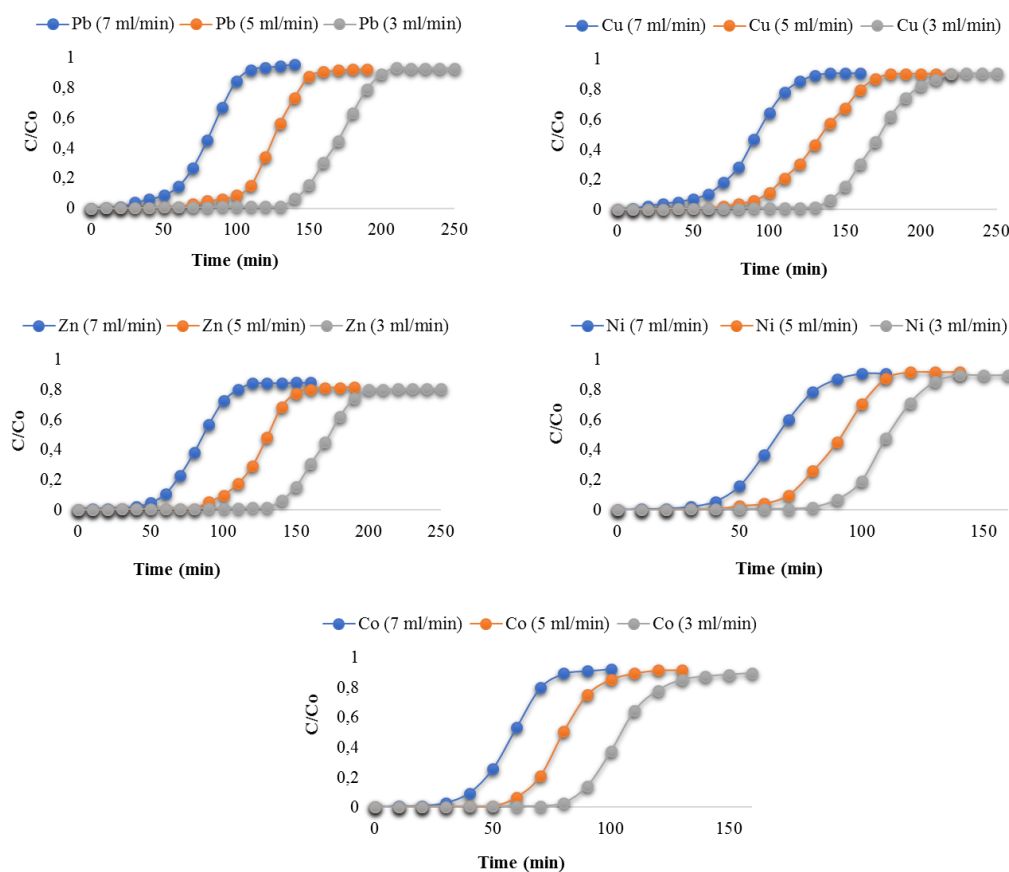 Pb (7 ml/min) Pb (5 ml/min) Pb (3 ml/min)
1
0,8
0,6
0,4
0,2
0
C/Co
0 50 100 150 200 250
Time (min)
Cu (7 ml/min) Cu (5 ml/min) Cu (3 ml/min)
1
0,8
0,6
0,4
0,2
0
C/Co
0 50 100 150 200 250
Time (min)
Zn (7 ml/min) Zn (5 ml/min) Zn (3 ml/min)
1
0,8
0,6
0,4
0,2
0
C/Co
0 50 100 150 200 250
Time (min)
Ni (7 ml/min) Ni (5 ml/min) Ni (3 ml/min)
1
0,8
0,6
0,4
0,2
0
C/Co
0 50 100 150
Time (min)
Co (7 ml/min) Co (5 ml/min) Co (3 ml/min)
1
0,8
0,6
0,4
0,2
0
C/Co
0 50 100 150
Time (min)